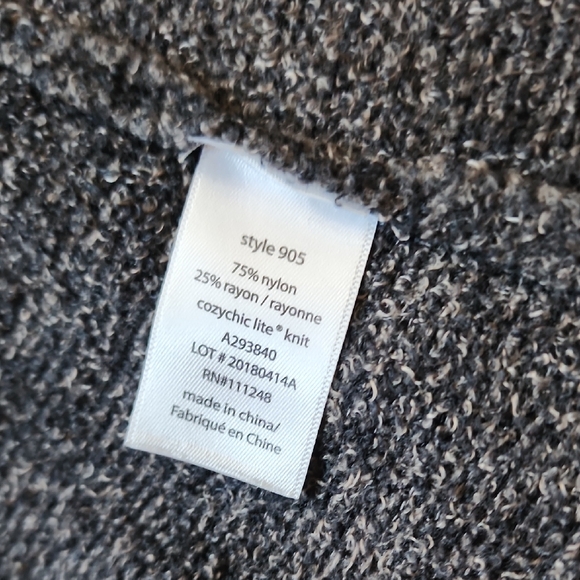 style 905
75% nylon
25% rayon / rayonne
cozychic lite® knit
A293840
LOT # 20180414A
RN#111248
made in china/
Fabriqué en Chine